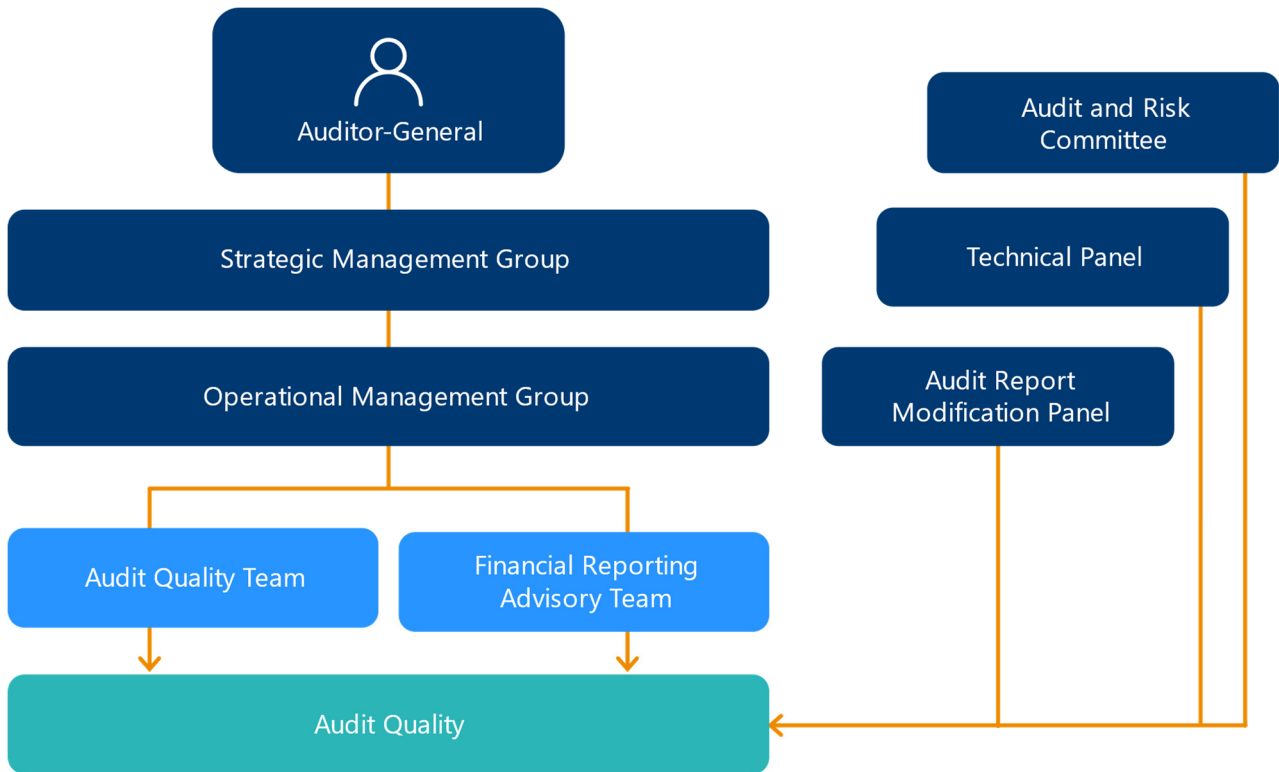 Auditor-General
Strategic Management Group
Operational Management Group
Audit Quality Team
Financial Reporting
Advisory Team
Audit Quality
Audit and Risk
Committee
Technical Panel
Audit Report
Modification Panel